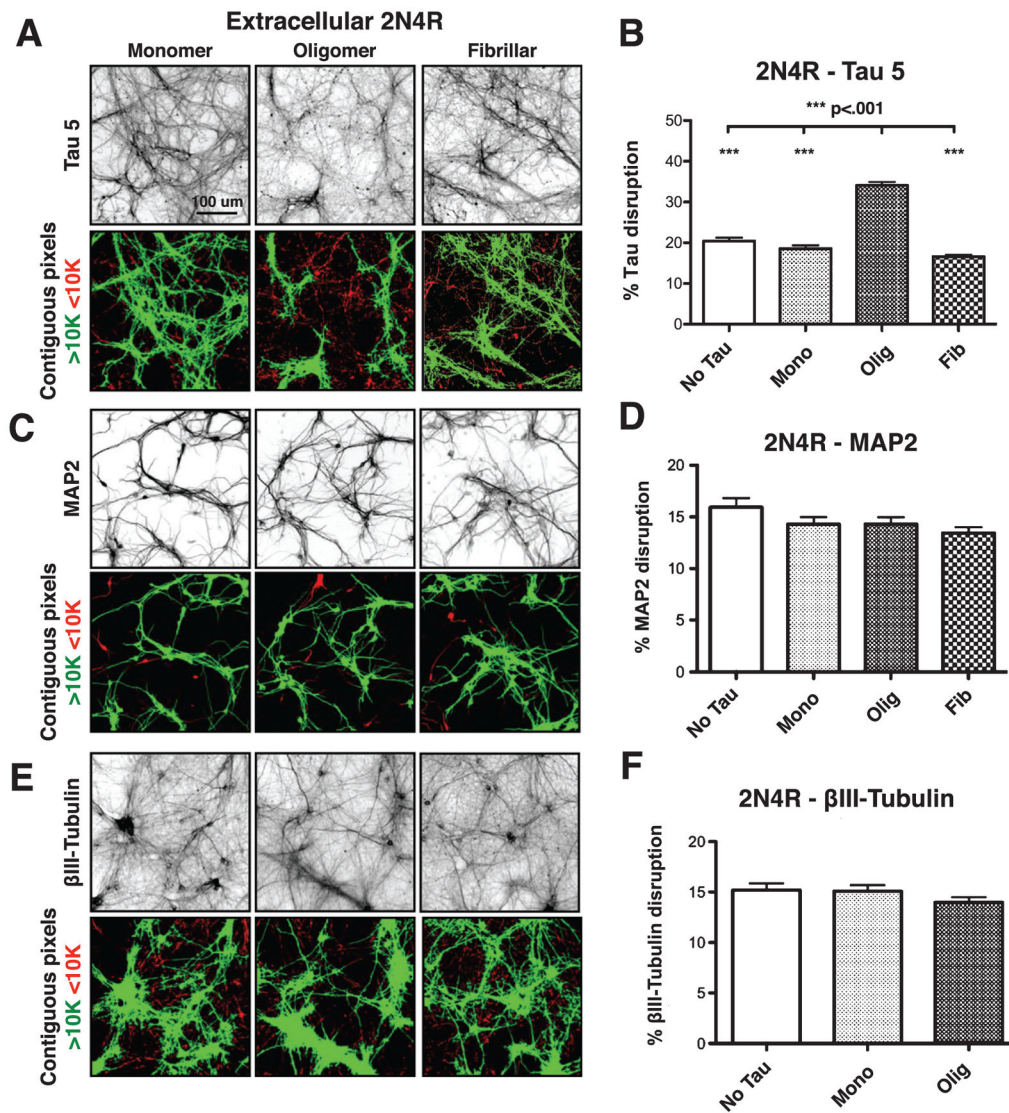 A
Extracellular 2N4R
Monomer
Oligomer
Fibrillar
Tau 5
100 um
Contiguous pixels
>10K <10K
B
2N4R - Tau 5
*** p<.001
*** *** ***
% Tau disruption
50
40
30
20
10
0
No Tau
Mono
Olig
Fib
C
MAP2
Contiguous pixels
>10K <10K
D
2N4R - MAP2
% MAP2 disruption
20
15
10
5
0
No Tau
Mono
Olig
Fib
E
βIII-Tubulin
Contiguous pixels
>10K <10K
F
2N4R - βIII-Tubulin
% βIII-Tubulin disruption
20
15
10
5
0
No Tau
Mono
Olig